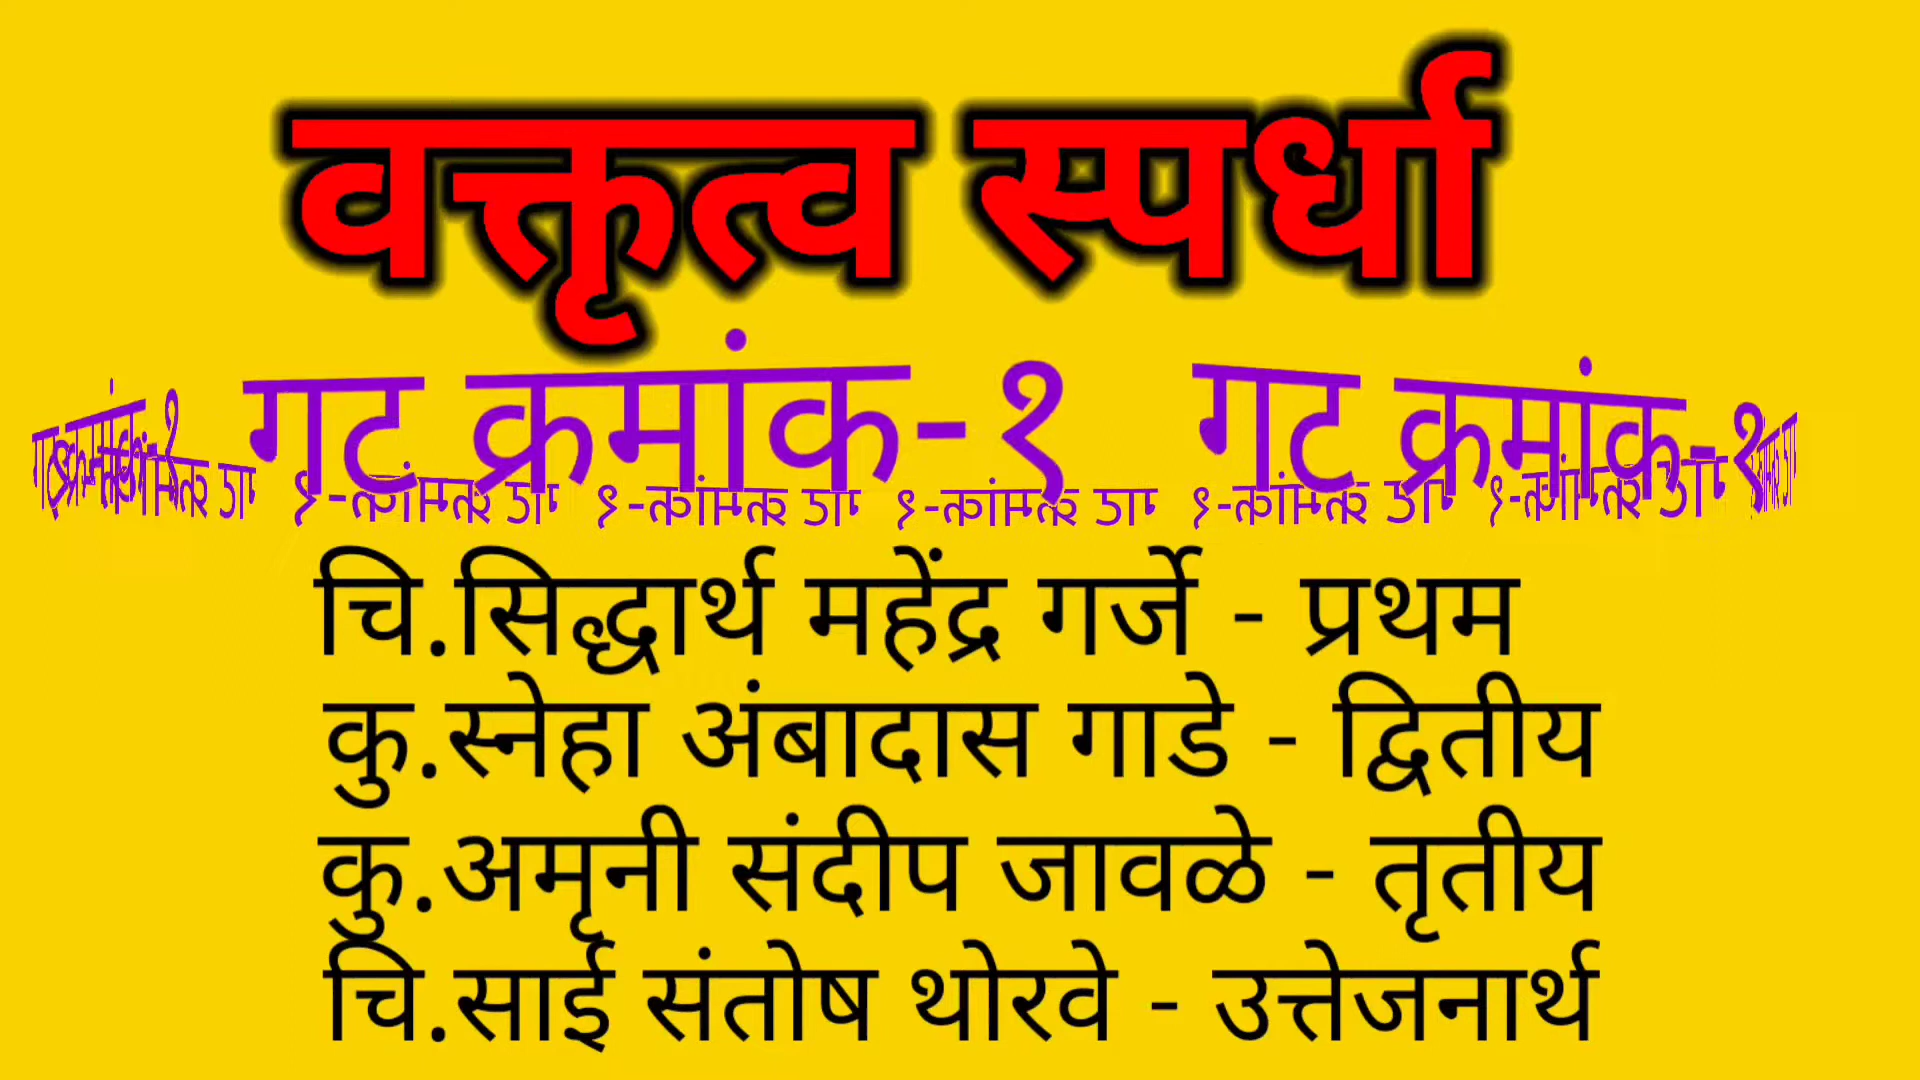 वक्तृत्व स्पर्धा
गट क्रमांक-१ गट क्रमांक-१
चि.सिद्धार्थ महेंद्र गर्जे - प्रथम
कु.स्नेहा अंबादास गाडे - द्वितीय
कु.अमृनी संदीप जावळे - तृतीय
चि.साई संतोष थोरवे - उत्तेजनार्थ